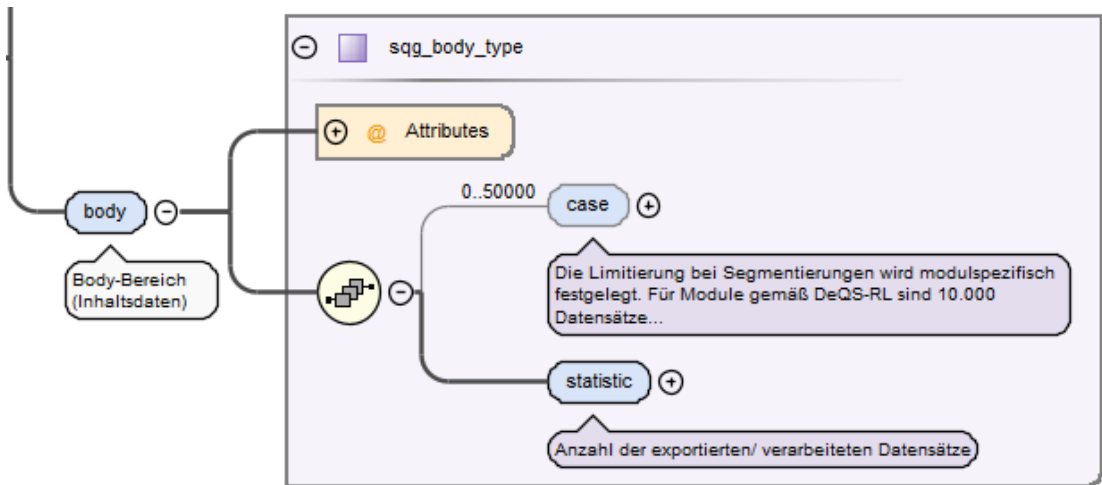 sqg_body_type
@ Attributes
0..50000
case
body
Body-Bereich
(Inhaltsdaten)
Die Limitierung bei Segmentierungen wird modulspezifisch
festgelegt. Für Module gemäß DeQS-RL sind 10.000
Datensätze...
statistic
Anzahl der exportierten/ verarbeiteten Datensätze